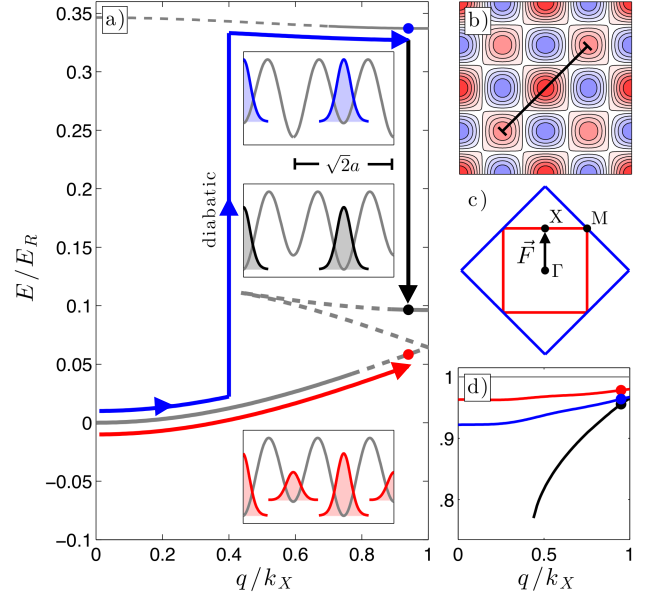 a)
E/E_R
0.35
0.3
0.25
0.2
0.15
0.1
0.05
0
-0.05
-0.1
diabatic
√2a
0
0.2
0.4
0.6
0.8
1
q/k_X
b)
c)
X
M
F⃗
Γ
d)
1
.9
.8
0
0.5
1
q/k_X